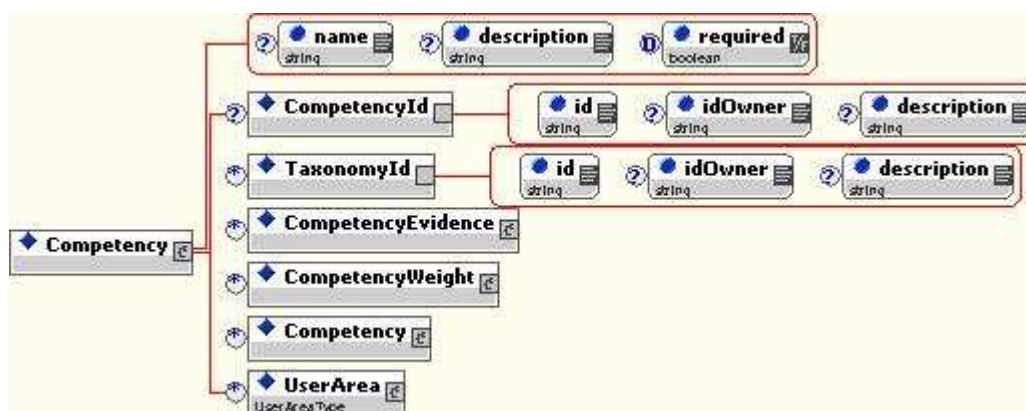 name description required
string string boolean
CompetencyId id idOwner description
string string string
TaxonomyId id idOwner description
string string string
CompetencyEvidence
Competency
CompetencyWeight
Competency
UserArea
UserAreaType